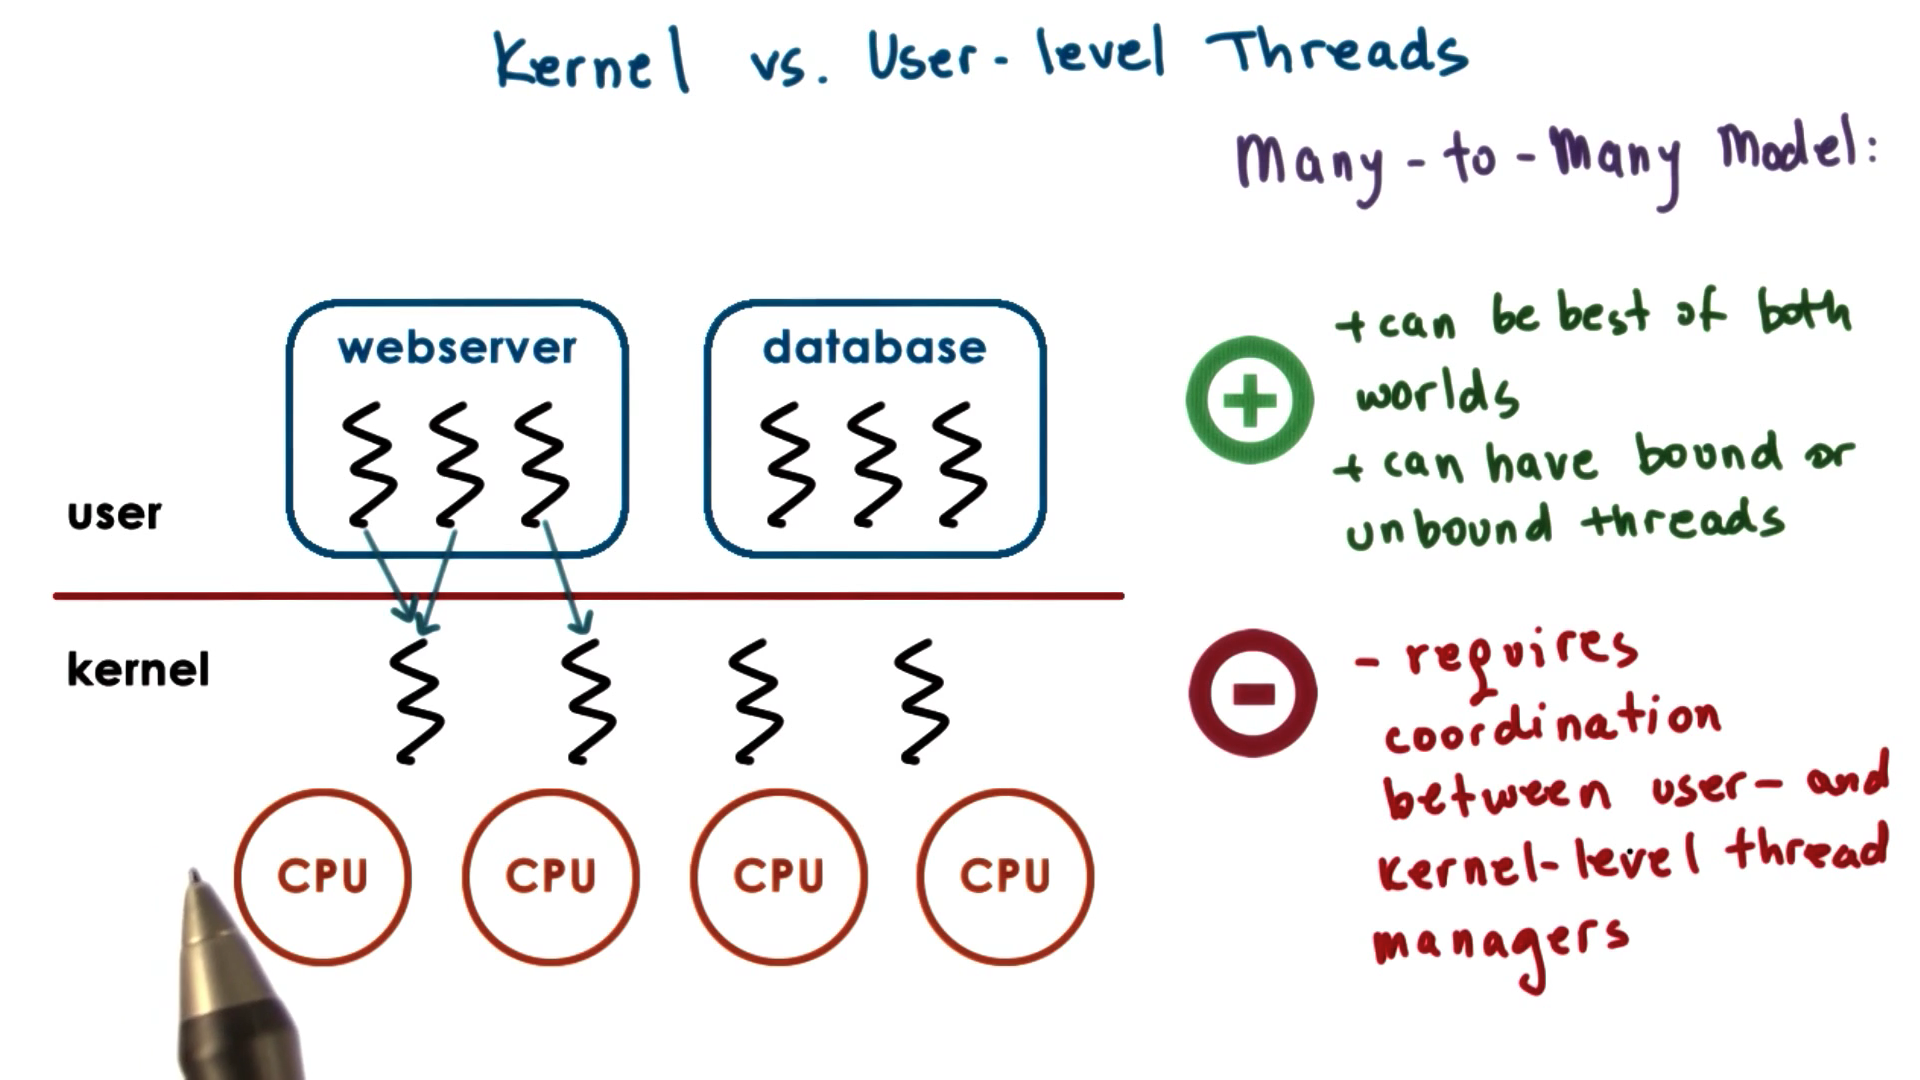 Kernel vs. User-level Threads
Many-to-Many Model:
webserver
database
user
kernel
CPU CPU CPU CPU
+ can be best of both
worlds
+ can have bound or
unbound threads
- requires
coordination
between user- and
kernel-level thread
managers